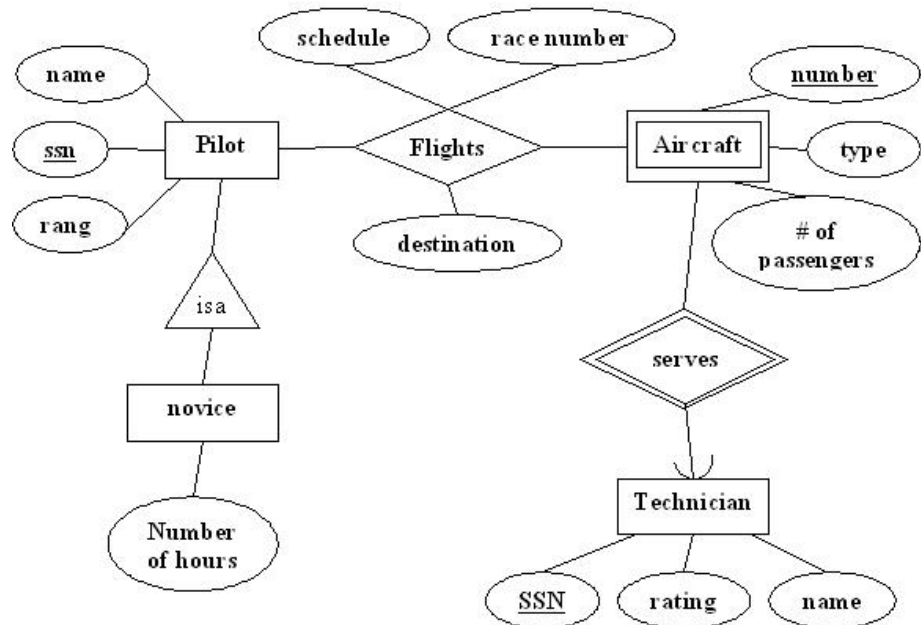 schedule
race number
name
number
ssn
Pilot
Flights
Aircraft
type
rang
destination
# of
passengers
isa
serves
novice
Technician
Number
of hours
SSN
rating
name